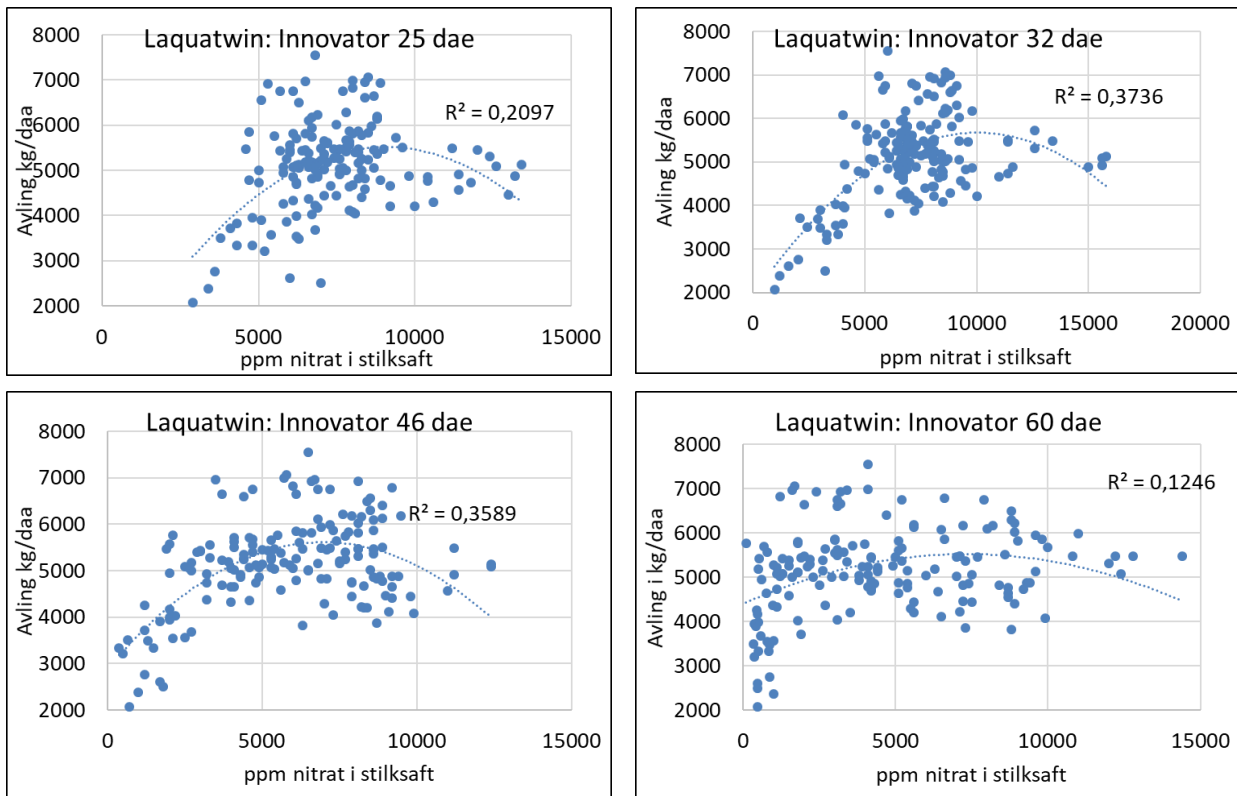 Laquatwin: Innovator 25 dae
R² = 0,2097
Avling kg/daa
8000
7000
6000
5000
4000
3000
2000
0 5000 10000 15000
ppm nitrat i stilksaft
Laquatwin: Innovator 32 dae
R² = 0,3736
Avling kg/daa
8000
7000
6000
5000
4000
3000
2000
0 5000 10000 15000 20000
ppm nitrat i stilksaft
Laquatwin: Innovator 46 dae
R² = 0,3589
Avling kg/daa
8000
7000
6000
5000
4000
3000
2000
0 5000 10000 15000
ppm nitrat i stilksaft
Laquatwin: Innovator 60 dae
R² = 0,1246
Avling i kg/daa
8000
7000
6000
5000
4000
3000
2000
0 5000 10000 15000
ppm nitrat i stilksaft